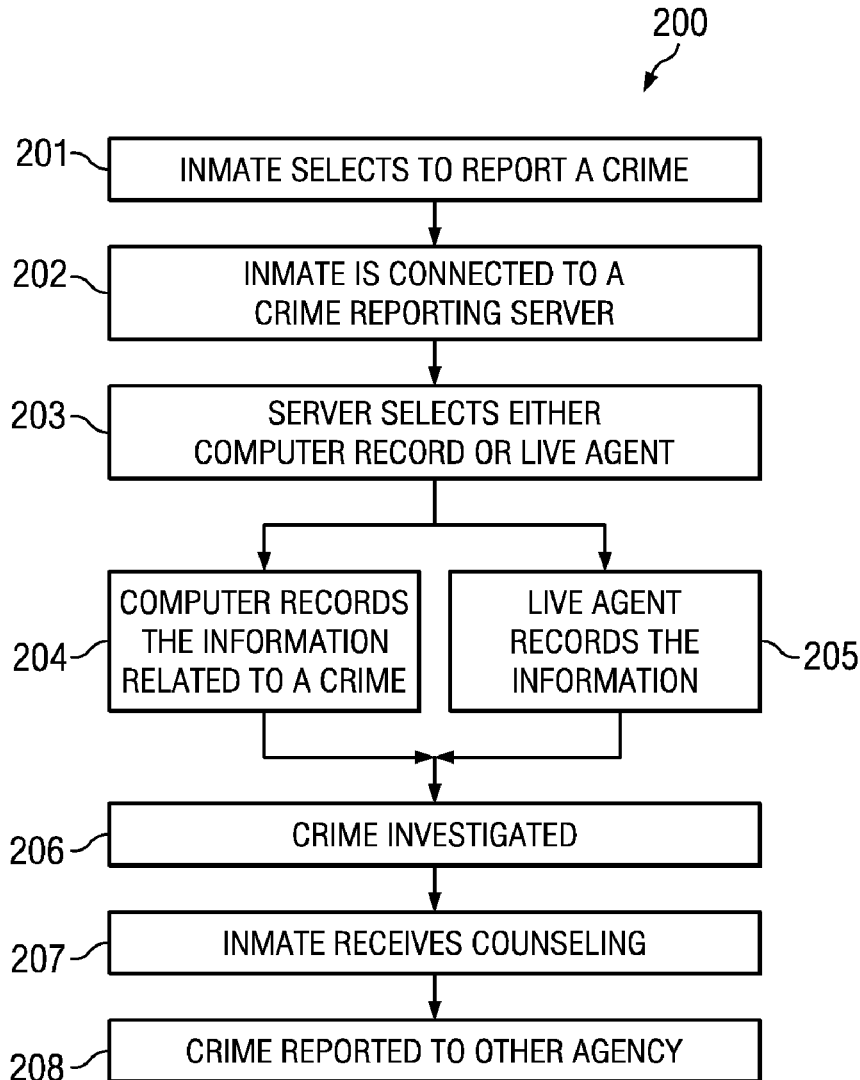 200
201
INMATE SELECTS TO REPORT A CRIME
202
INMATE IS CONNECTED TO A
CRIME REPORTING SERVER
203
SERVER SELECTS EITHER
COMPUTER RECORD OR LIVE AGENT
204
COMPUTER RECORDS
THE INFORMATION
RELATED TO A CRIME
LIVE AGENT
RECORDS THE
INFORMATION
205
206
CRIME INVESTIGATED
207
INMATE RECEIVES COUNSELING
208
CRIME REPORTED TO OTHER AGENCY